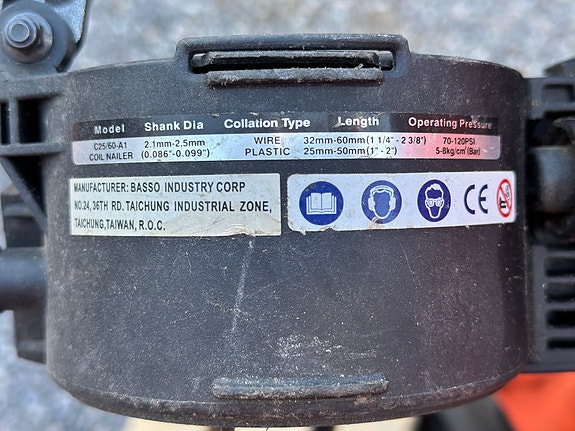 Model Shank Dia Collation Type Length Operating Pressure
C25/60-A1 2.1mm-2.5mm WIRE 32mm-60mm(1 1/4" - 2 3/8") 70-120PSI
COIL NAILER (0.086"-0.099") PLASTIC 25mm-50mm(1" - 2") 5-8kg/cm² (Bar)
MANUFACTURER: BASSO INDUSTRY CORP
NO.24, 36TH RD. TAICHUNG INDUSTRIAL ZONE,
TAICHUNG,TAIWAN, R.O.C.
CE